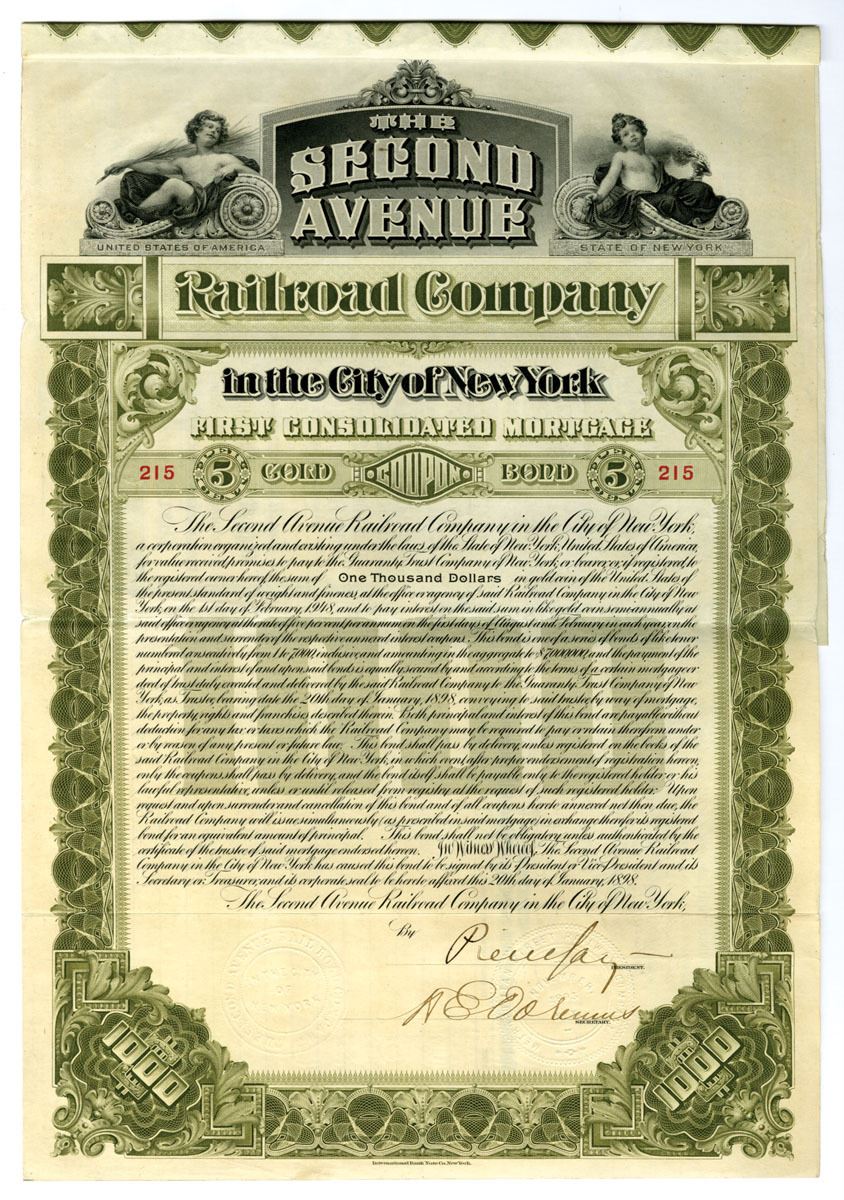 THE
SECOND
AVENUE
UNITED STATES OF AMERICA
STATE OF NEW YORK
Railroad Company
in the City of New York
FIRST CONSOLIDATED MORTGAGE
215 5 GOLD COUPON BOND 5 215
The Second Avenue Railroad Company in the City of New York,
a corporation organized and existing under the laws of the State of New York, United States of America,
for value received promises to pay to the Guaranty Trust Company of New York, or bearer, or if registered, to
the registered owner hereof, the sum of One Thousand Dollars in gold coin of the United States of
the present standard of weight and fineness, at the office or agency of said Railroad Company in the City of New
York, on the 1st day of February, 1948, and to pay interest on the said sum in like gold coin semi annually at
said office or agency at the rate of five per cent per annum on the first days of August and February in each year, on the
presentation and surrender of the respective annexed interest coupons. This bond is one of a series of bonds of like tenor
numbered consecutively from 1 to 7000, inclusive and amounting in the aggregate to $7,000,000, and the payment of the
principal and interest of and upon said bonds is equally secured by and according to the terms of a certain mortgage or
deed of trust duly executed and delivered by the said Railroad Company to the Guaranty Trust Company of New
York, as Trustee, bearing date the 20th day of January, 1898, conveying to said trustee, by way of mortgage,
the property, rights and franchises described therein. Both principal and interest of this bond are payable without
deduction for any tax or taxes which the Railroad Company may be required to pay or retain therefrom under
or by reason of any present or future law. This bond shall pass by delivery, unless registered on the books of the
said Railroad Company in the City of New York, in which event, after proper endorsement of registration hereon,
only the coupons shall pass by delivery, and the bond itself shall be payable only to the registered holder or his
lawful representative, unless or until released from registry at the request of such registered holder. Upon
request and upon surrender and cancellation of this bond and of all coupons hereto annexed not then due, the
Railroad Company will issue simultaneously (as presented in said mortgage) in exchange therefor its registered
bond for an equivalent amount of principal. This bond shall not be obligatory unless authenticated by the
certificate of the trustee of said mortgage endorsed hereon. In Witness Whereof, The Second Avenue Railroad
Company in the City of New York has caused this bond to be signed by its President or Vice President and its
Secretary or Treasurer, and its corporate seal to be hereto affixed this 20th day of January, 1898.
The Second Avenue Railroad Company in the City of New York,
By
PRESIDENT.
SECRETARY.
1000
1000
International Bank Note Co. New York.